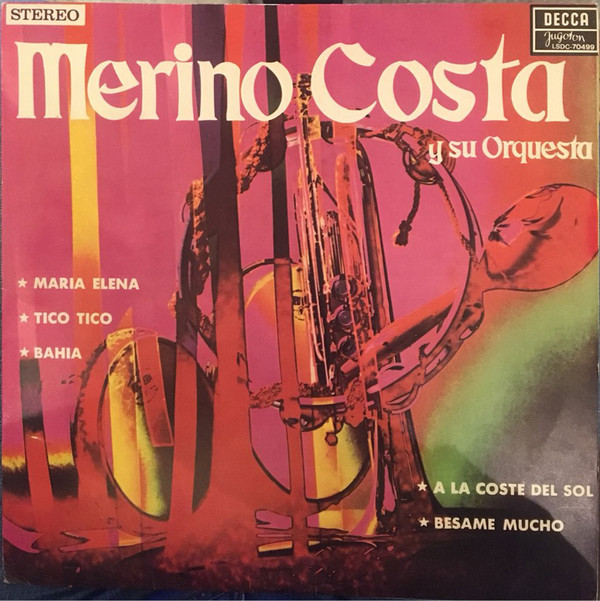 STEREO
DECCA
Jugoton
LSDC-70499
Merino Costa
y su Orquesta
★ MARIA ELENA
★ TICO TICO
★ BAHIA
★ A LA COSTE DEL SOL
★ BESAME MUCHO